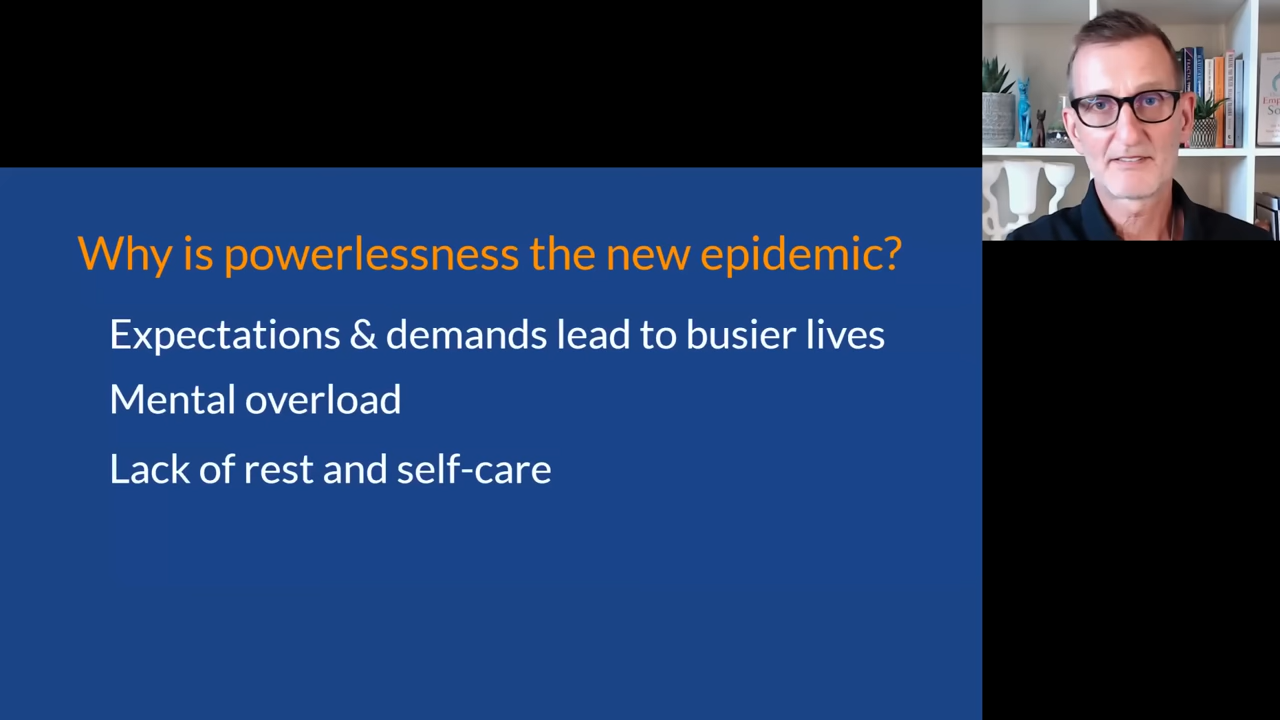 Why is powerlessness the new epidemic?
Expectations & demands lead to busier lives
Mental overload
Lack of rest and self-care